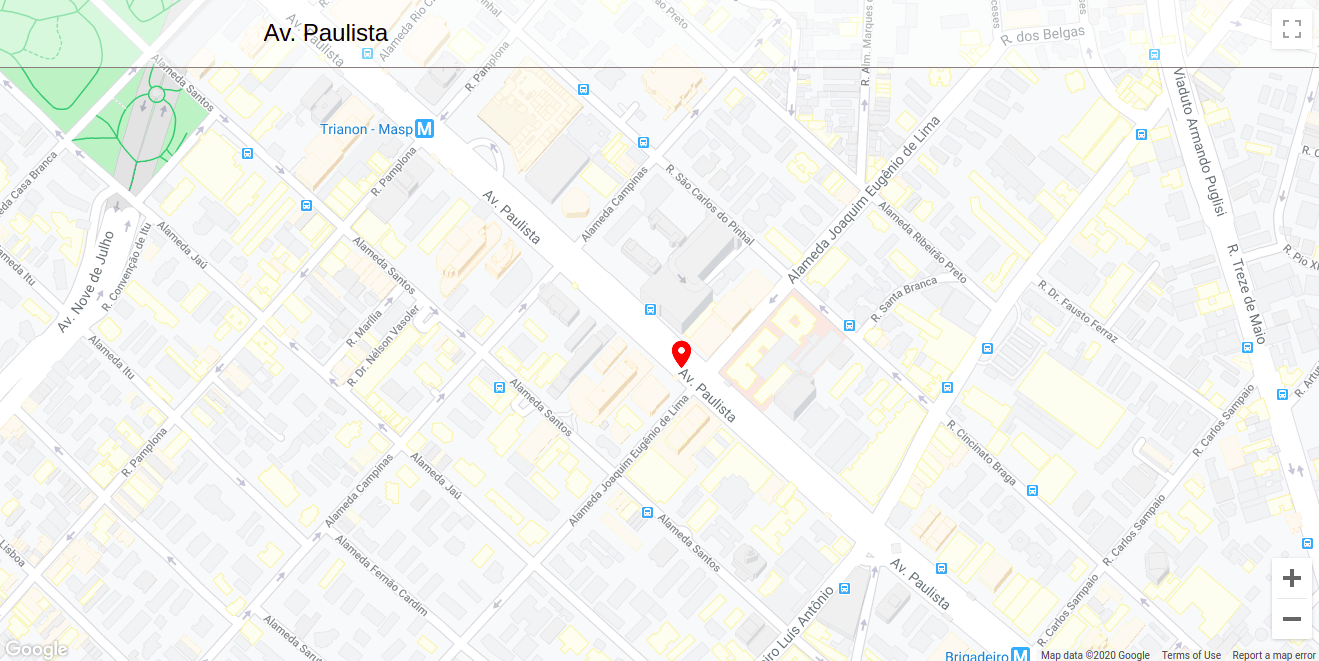 Av. Paulista
Av. Paulista
Alameda Rio C
Pinhal
do Preto
R. Alm. Marques d
R. dos Belgas
Viaduto Armando Puglisi
Alameda Santos
R. Pamplona
Trianon - Masp
M
R. Pamplona
Alameda Casa Branca
Av. Paulista
Alameda Campinas
R. São Carlos do Pinhal
Alameda Joaquim Eugênio de Lima
Alameda Ribeirão Preto
R. Treze de Maio
R. Pio XI
Av. Nove de Julho
R. Convenção de Itu
Alameda Jaú
Alameda Santos
Alameda Itu
R. Santa Branca
R. Dr. Fausto Ferraz
R. Marília
R. Dr. Nélson Vasoler
Alameda Itu
Av. Paulista
Alameda Santos
R. Artu
R. Carlos Sampaio
R. Pamplona
Alameda Campinas
Alameda Jaú
Alameda Joaquim Eugênio de Lima
R. Cincinato Braga
R. Carlos Sampaio
Alameda Santos
Lisboa
Alameda Fernão Cardim
Av. Paulista
eiro Luís Antônio
R. Carlos Sampaio
Alameda Saru
Brigadeiro
M
+
−
Google
Map data ©2020 Google
Terms of Use
Report a map error